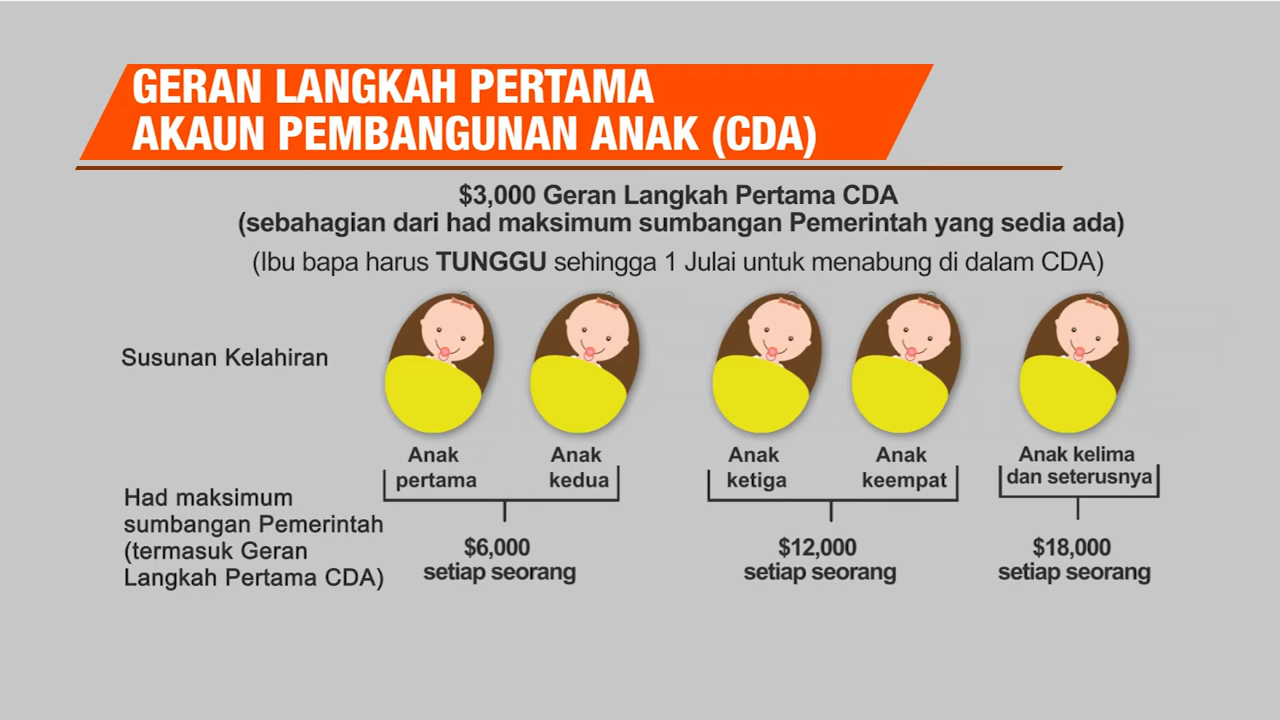 GERAN LANGKAH PERTAMA
AKAUN PEMBANGUNAN ANAK (CDA)
$3,000 Geran Langkah Pertama CDA
(sebahagian dari had maksimum sumbangan Pemerintah yang sedia ada)
(Ibu bapa harus TUNGGU sehingga 1 Julai untuk menabung di dalam CDA)
Susunan Kelahiran
Anak
pertama
Anak
kedua
Anak
ketiga
Anak
keempat
Anak kelima
dan seterusnya
Had maksimum
sumbangan Pemerintah
(termasuk Geran
Langkah Pertama CDA)
$6,000
setiap seorang
$12,000
setiap seorang
$18,000
setiap seorang